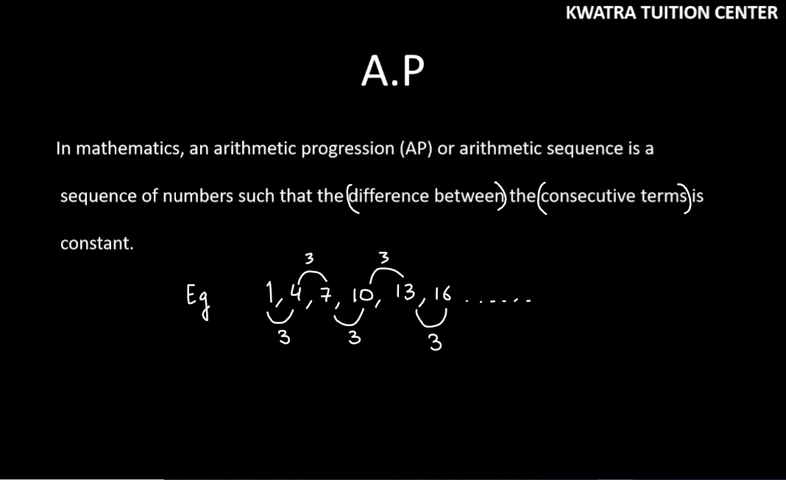 KWATRA TUITION CENTER
A.P
In mathematics, an arithmetic progression (AP) or arithmetic sequence is a
sequence of numbers such that the (difference between) the (consecutive terms) is
constant.
3 3
Eg 1, 4, 7, 10, 13, 16 .......
3 3 3